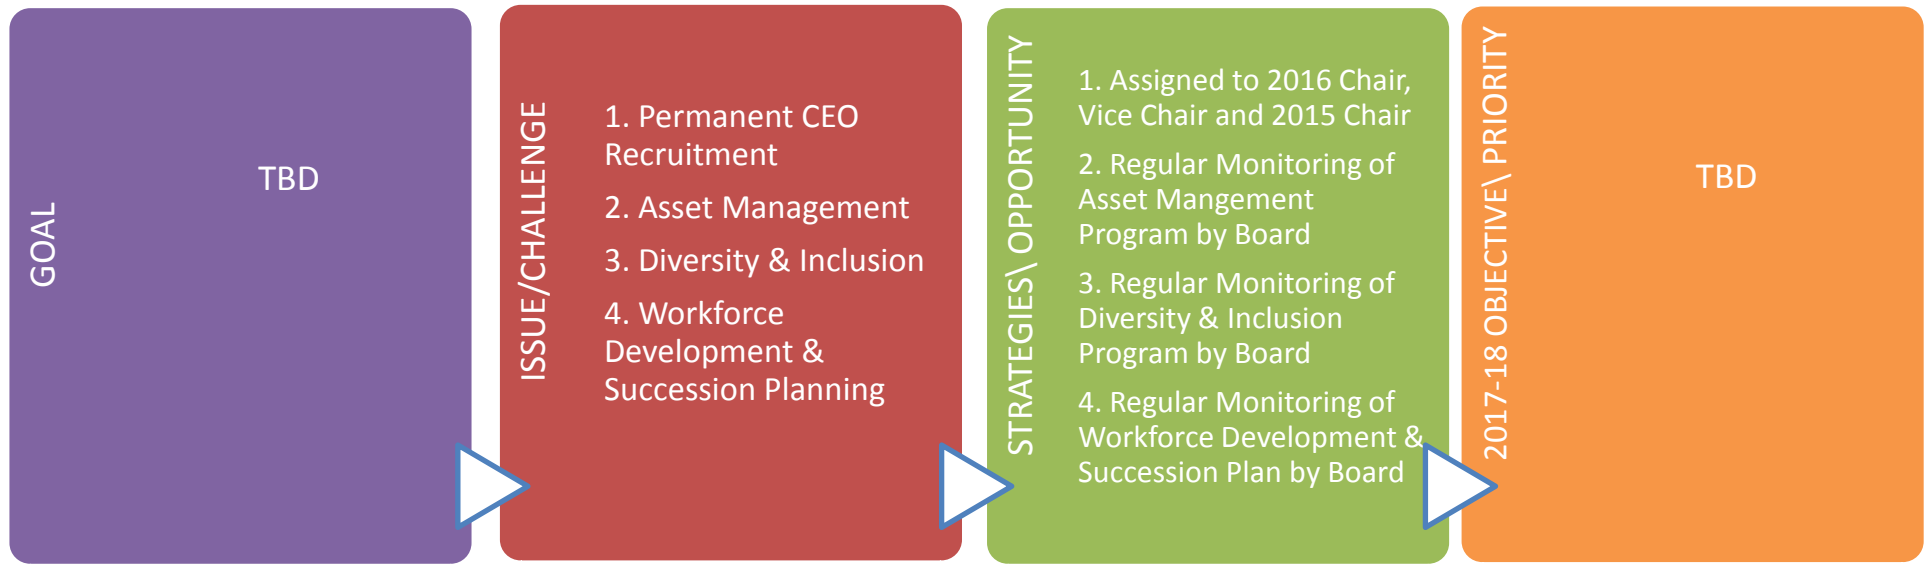 GOAL
TBD
ISSUE/CHALLENGE
1. Permanent CEO
Recruitment
2. Asset Management
3. Diversity & Inclusion
4. Workforce
Development &
Succession Planning
STRATEGIES\ OPPORTUNITY
1. Assigned to 2016 Chair,
Vice Chair and 2015 Chair
2. Regular Monitoring of
Asset Mangement
Program by Board
3. Regular Monitoring of
Diversity & Inclusion
Program by Board
4. Regular Monitoring of
Workforce Development &
Succession Plan by Board
2017-18 OBJECTIVE\ PRIORITY
TBD